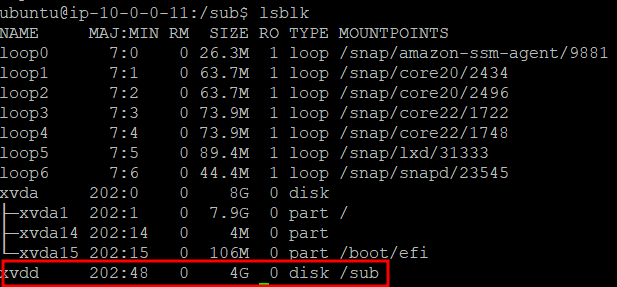 ubuntu@ip-10-0-0-11:/sub$ lsblk
NAME     MAJ:MIN RM  SIZE RO TYPE MOUNTPOINTS
loop0      7:0    0 26.3M  1 loop /snap/amazon-ssm-agent/9881
loop1      7:1    0 63.7M  1 loop /snap/core20/2434
loop2      7:2    0 63.7M  1 loop /snap/core20/2496
loop3      7:3    0 73.9M  1 loop /snap/core22/1722
loop4      7:4    0 73.9M  1 loop /snap/core22/1748
loop5      7:5    0 89.4M  1 loop /snap/lxd/31333
loop6      7:6    0 44.4M  1 loop /snap/snapd/23545
xvda     202:0    0    8G  0 disk
├─xvda1  202:1    0  7.9G  0 part /
├─xvda14 202:14   0    4M  0 part
└─xvda15 202:15   0  106M  0 part /boot/efi
xvdd     202:48   0    4G  0 disk /sub